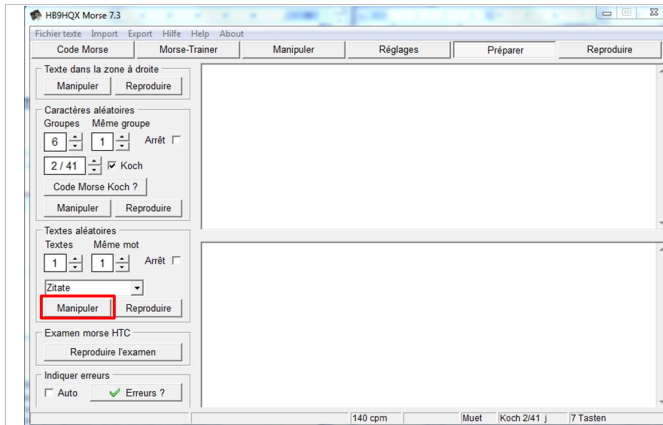 HB9HQX Morse 7.3
Fichier texte Import Export Hilfe Help About
Code Morse Morse-Trainer Manipuler Réglages Préparer Reproduire
Texte dans la zone à droite
Manipuler Reproduire
Caractères aléatoires
Groupes Même groupe
6 1 Arrêt
2 / 41 Koch
Code Morse Koch ?
Manipuler Reproduire
Textes aléatoires
Textes Même mot
1 1 Arrêt
Zitate
Manipuler Reproduire
Examen morse HTC
Reproduire l'examen
Indiquer erreurs
Auto Erreurs ?
140 cpm Muet Koch 2/41 j 7 Tasten